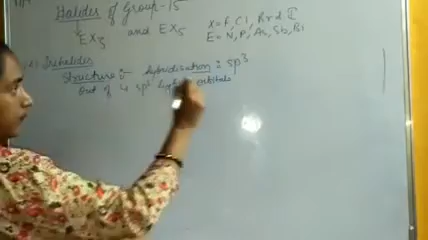 Halides of Group-15
EX3 and EX5 X = F, Cl, Br & I
E = N, P, As, Sb, Bi
Trihalides
Structure :- hybridisation : sp3
Out of 4 sp3 orbitals